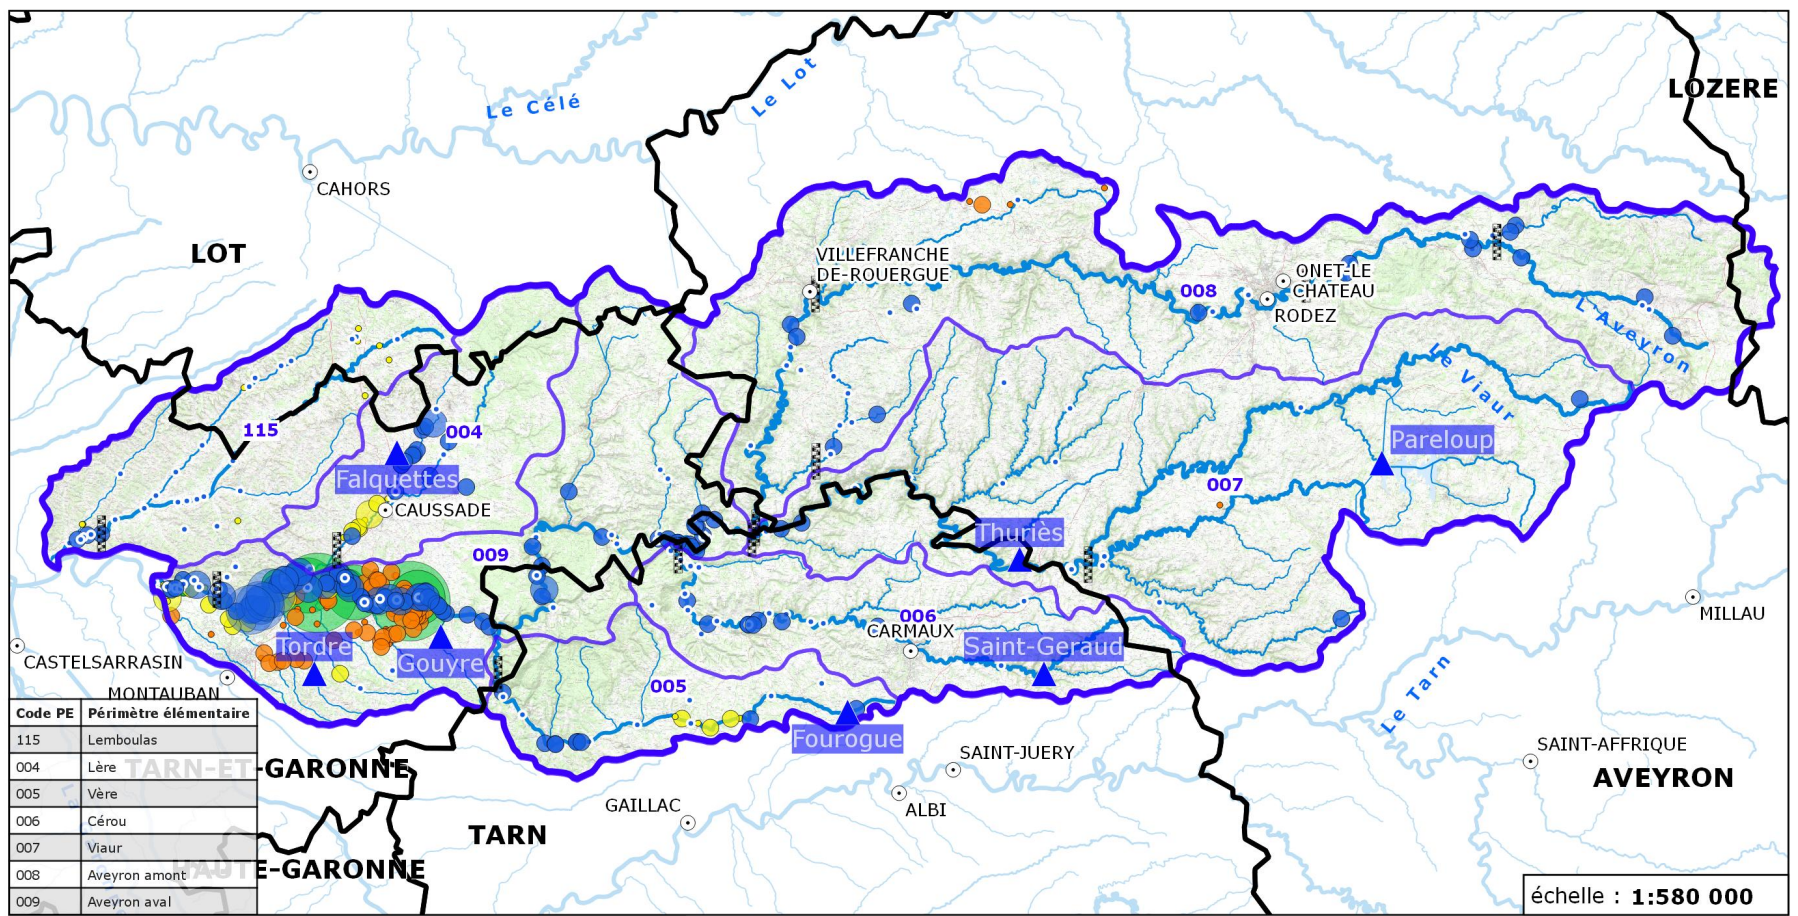 Le Célé
Le Lot
LOZERE
CAHORS
LOT
VILLEFRANCHE
DE-ROUERGUE
ONET-LE
CHATEAU
RODEZ
008
L'Aveyron
Le Viaur
115
004
Falquettes
CAUSSADE
Pareloup
007
009
Thuriès
006
CARMAUX
Saint-Geraud
MILLAU
Tordre
Gouyre
CASTELSARRASIN
MONTAUBAN
005
Fourogue
Le Tarn
SAINT-JUERY
SAINT-AFFRIQUE
AVEYRON
GAILLAC
ALBI
TARN
TARN-ET-GARONNE
HAUTE-GARONNE
Code PE Périmètre élémentaire
115 Lemboulas
004 Lère
005 Vère
006 Cérou
007 Viaur
008 Aveyron amont
009 Aveyron aval
échelle : 1:580 000